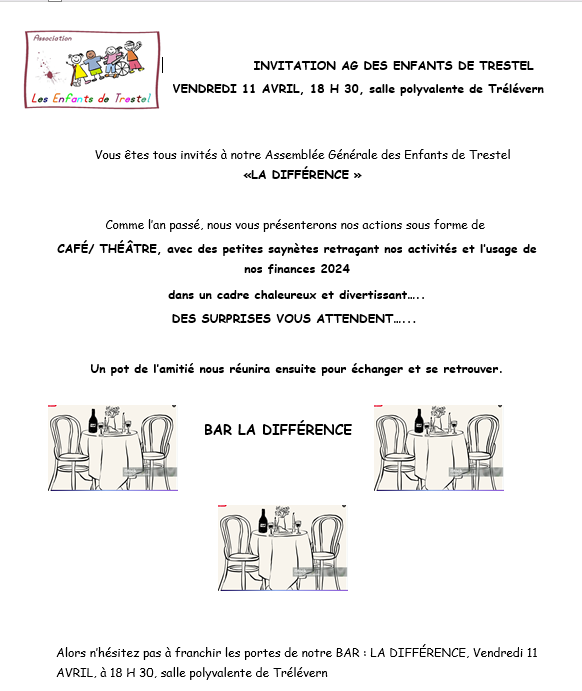 Association
Les Enfants de Trestel
INVITATION AG DES ENFANTS DE TRESTEL
VENDREDI 11 AVRIL, 18 H 30, salle polyvalente de Trélévern
Vous êtes tous invités à notre Assemblée Générale des Enfants de Trestel
«LA DIFFÉRENCE »
Comme l’an passé, nous vous présenterons nos actions sous forme de
CAFÉ/ THÉÂTRE, avec des petites saynètes retraçant nos activités et l’usage de
nos finances 2024
dans un cadre chaleureux et divertissant…..
DES SURPRISES VOUS ATTENDENT…...
Un pot de l’amitié nous réunira ensuite pour échanger et se retrouver.
BAR LA DIFFÉRENCE
Alors n’hésitez pas à franchir les portes de notre BAR : LA DIFFÉRENCE, Vendredi 11
AVRIL, à 18 H 30, salle polyvalente de Trélévern